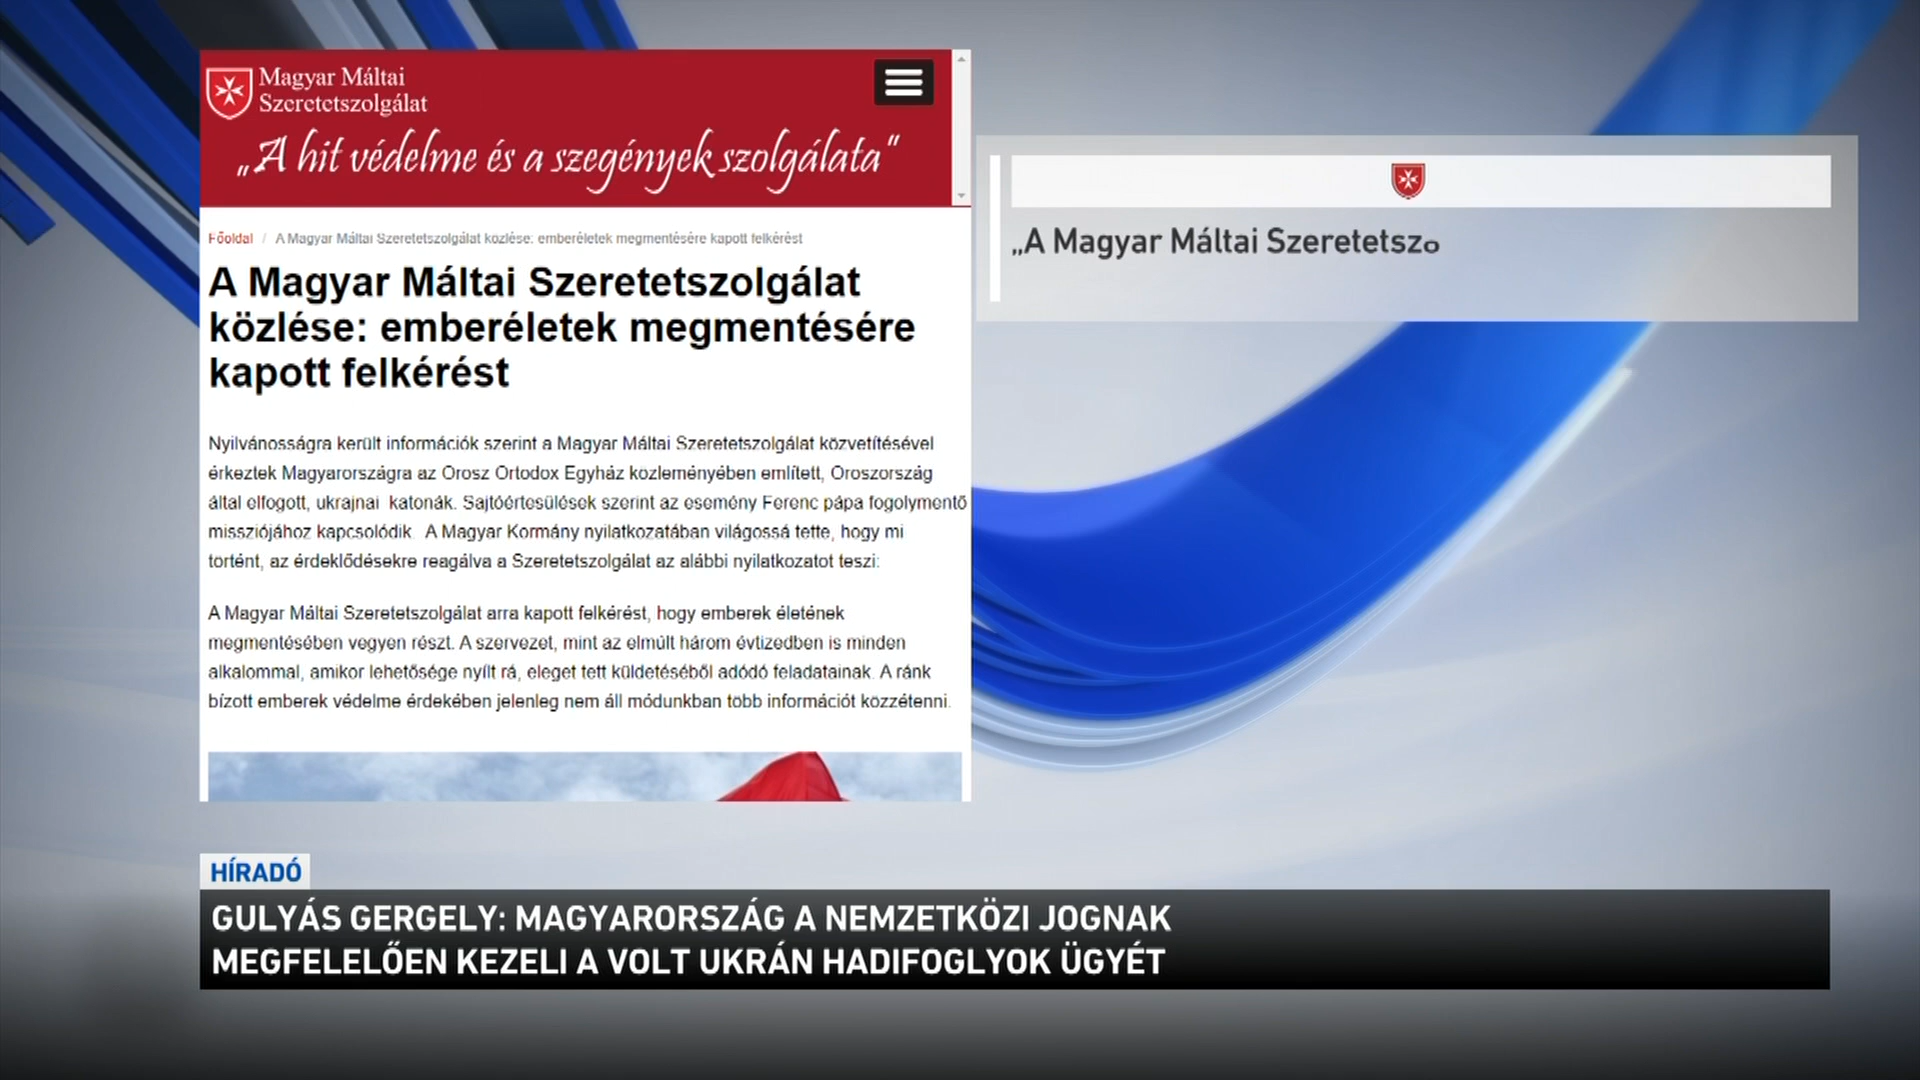 Magyar Máltai
Szeretetszolgálat
„A hit védelme és a szegények szolgálata“
Főoldal / A Magyar Máltai Szeretetszolgálat közlése: emberéletek megmentésére kapott felkérést
A Magyar Máltai Szeretetszolgálat
közlése: emberéletek megmentésére
kapott felkérést
Nyilvánosságra került információk szerint a Magyar Máltai Szeretetszolgálat közvetítésével
érkeztek Magyarországra az Orosz Ortodox Egyház közleményében említett, Oroszország
által elfogott, ukrajnai katonák. Sajtóértesülések szerint az esemény Ferenc pápa fogolymentő
missziójához kapcsolódik. A Magyar Kormány nyilatkozatában világossá tette, hogy mi
történt, az érdeklődésekre reagálva a Szeretetszolgálat az alábbi nyilatkozatot teszi:
A Magyar Máltai Szeretetszolgálat arra kapott felkérést, hogy emberek életének
megmentésében vegyen részt. A szervezet, mint az elmúlt három évtizedben is minden
alkalommal, amikor lehetősége nyílt rá, eleget tett küldetéséből adódó feladatainak. A ránk
bízott emberek védelme érdekében jelenleg nem áll módunkban több információt közzétenni.
„A Magyar Máltai Szeretetszo
HÍRADÓ
GULYÁS GERGELY: MAGYARORSZÁG A NEMZETKÖZI JOGNAK
MEGFELELŐEN KEZELI A VOLT UKRÁN HADIFOGLYOK ÜGYÉT